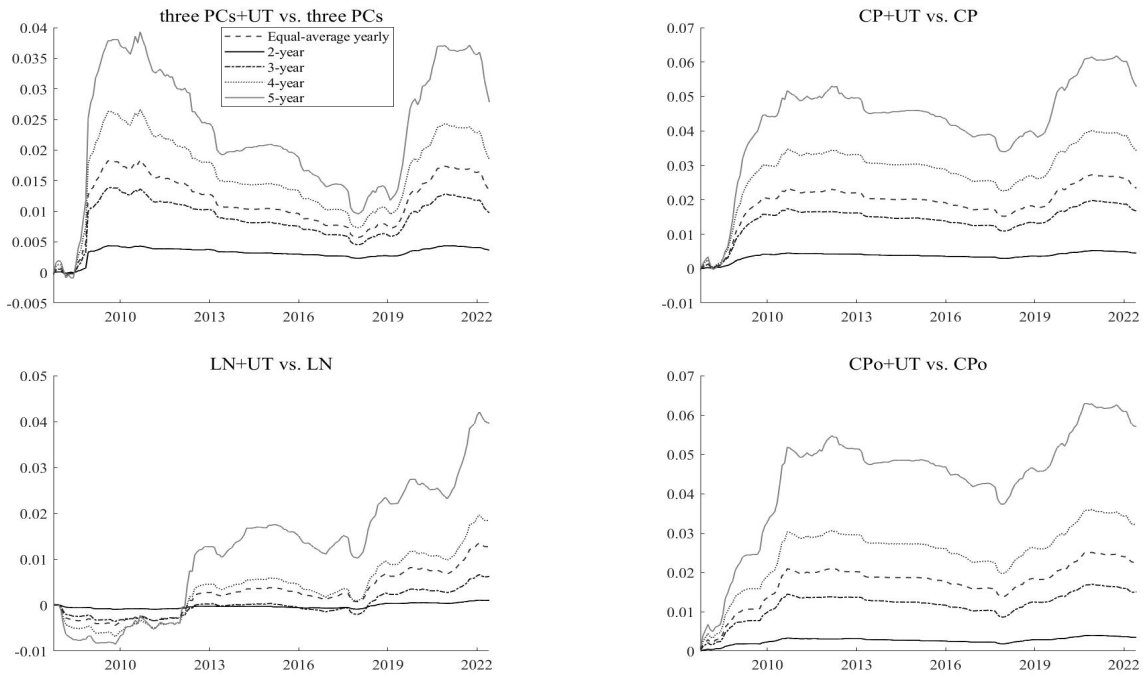 three PCs+UT vs. three PCs
0.04
0.035
0.03
0.025
0.02
0.015
0.01
0.005
0
-0.005
2010 2013 2016 2019 2022
Equal-average yearly
2-year
3-year
4-year
5-year
CP+UT vs. CP
0.07
0.06
0.05
0.04
0.03
0.02
0.01
0
-0.01
2010 2013 2016 2019 2022
LN+UT vs. LN
0.05
0.04
0.03
0.02
0.01
0
-0.01
2010 2013 2016 2019 2022
CPo+UT vs. CPo
0.07
0.06
0.05
0.04
0.03
0.02
0.01
0
2010 2013 2016 2019 2022